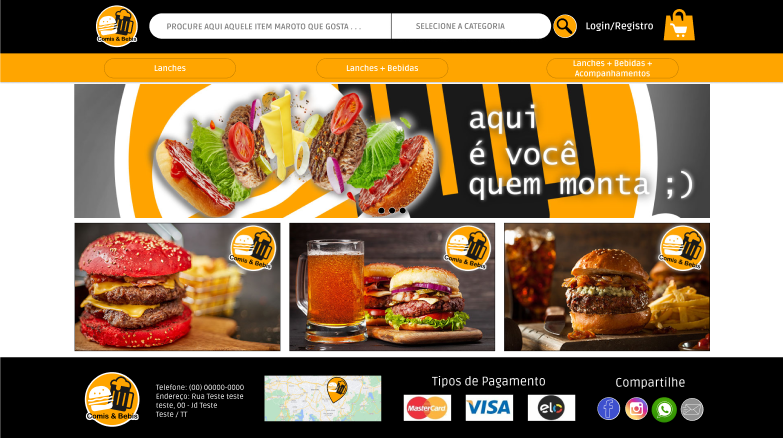 Comis & Bebis
PROCURE AQUI AQUELE ITEM MAROTO QUE GOSTA . . .
SELECIONE A CATEGORIA
Login/Registro
Lanches
Lanches + Bebidas
Lanches + Bebidas +
Acompanhamentos
aqui
é você
quem monta ;)
Comis & Bebis
Comis & Bebis
Comis & Bebis
Comis & Bebis
Telefone: (00) 00000-0000
Endereço: Rua Teste teste
teste, 00 - Jd Teste
Teste / TT
Tipos de Pagamento
MasterCard
VISA
elo
Compartilhe